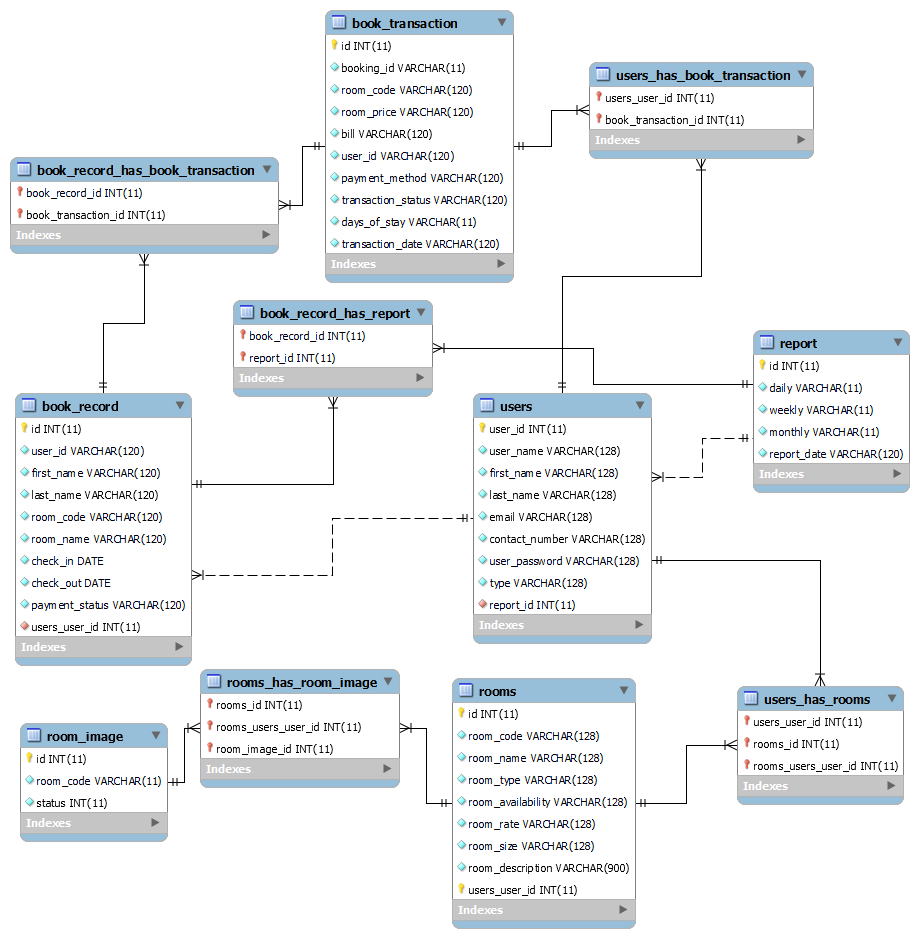 book_transaction
id INT(11)
booking_id VARCHAR(11)
room_code VARCHAR(120)
room_price VARCHAR(120)
bill VARCHAR(120)
user_id VARCHAR(120)
payment_method VARCHAR(120)
transaction_status VARCHAR(120)
days_of_stay VARCHAR(11)
transaction_date VARCHAR(120)
Indexes
users_has_book_transaction
users_user_id INT(11)
book_transaction_id INT(11)
Indexes
book_record_has_book_transaction
book_record_id INT(11)
book_transaction_id INT(11)
Indexes
book_record_has_report
book_record_id INT(11)
report_id INT(11)
Indexes
report
id INT(11)
daily VARCHAR(11)
weekly VARCHAR(11)
monthly VARCHAR(11)
report_date VARCHAR(120)
Indexes
book_record
id INT(11)
user_id VARCHAR(120)
first_name VARCHAR(120)
last_name VARCHAR(120)
room_code VARCHAR(120)
room_name VARCHAR(120)
check_in DATE
check_out DATE
payment_status VARCHAR(120)
users_user_id INT(11)
Indexes
users
user_id INT(11)
user_name VARCHAR(128)
first_name VARCHAR(128)
last_name VARCHAR(128)
email VARCHAR(128)
contact_number VARCHAR(128)
user_password VARCHAR(128)
type VARCHAR(128)
report_id INT(11)
Indexes
rooms_has_room_image
rooms_id INT(11)
rooms_users_user_id INT(11)
room_image_id INT(11)
Indexes
room_image
id INT(11)
room_code VARCHAR(11)
status INT(11)
Indexes
rooms
id INT(11)
room_code VARCHAR(128)
room_name VARCHAR(128)
room_type VARCHAR(128)
room_availability VARCHAR(128)
room_rate VARCHAR(128)
room_size VARCHAR(128)
room_description VARCHAR(900)
users_user_id INT(11)
Indexes
users_has_rooms
users_user_id INT(11)
rooms_id INT(11)
rooms_users_user_id INT(11)
Indexes